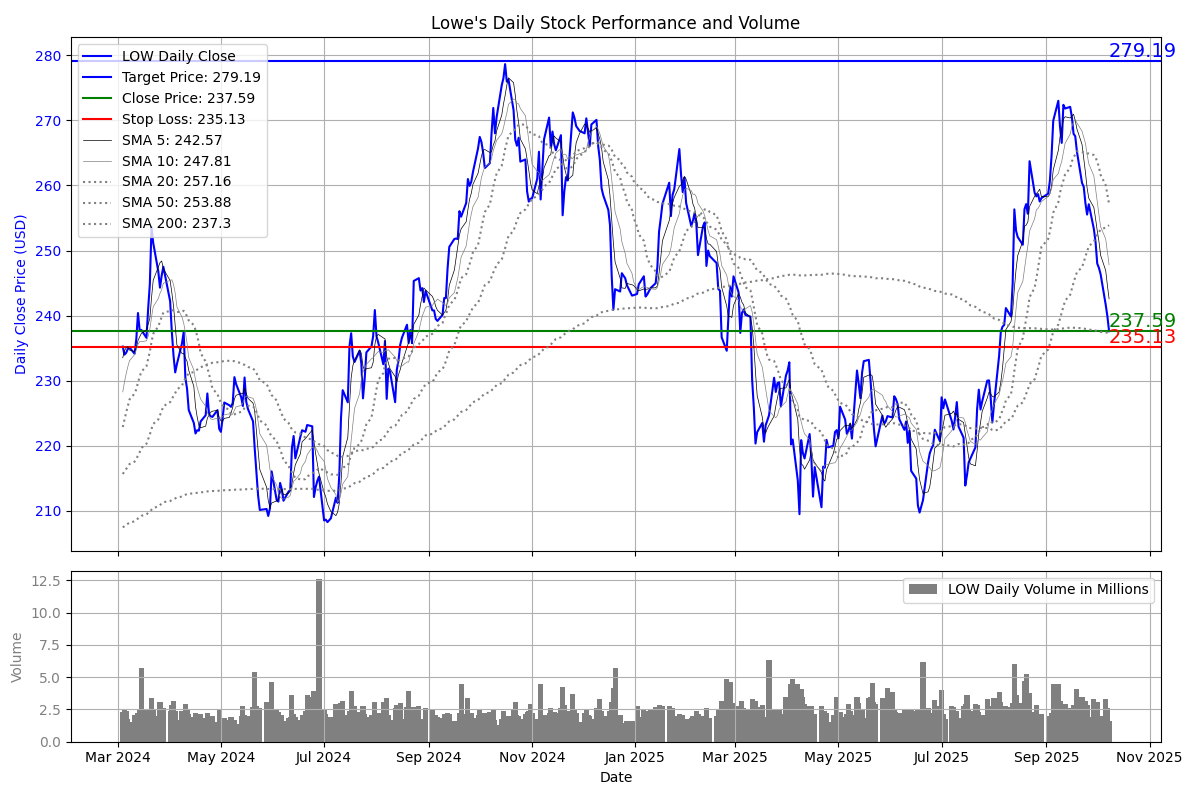 Lowe's Daily Stock Performance and Volume
LOW Daily Close
Target Price: 279.19
Close Price: 237.59
Stop Loss: 235.13
SMA 5: 242.57
SMA 10: 247.81
SMA 20: 257.16
SMA 50: 253.88
SMA 200: 237.3
279.19
237.59
235.13
Daily Close Price (USD)
280
270
260
250
240
230
220
210
LOW Daily Volume in Millions
Volume
12.5
10.0
7.5
5.0
2.5
0.0
Mar 2024 May 2024 Jul 2024 Sep 2024 Nov 2024 Jan 2025 Mar 2025 May 2025 Jul 2025 Sep 2025 Nov 2025
Date